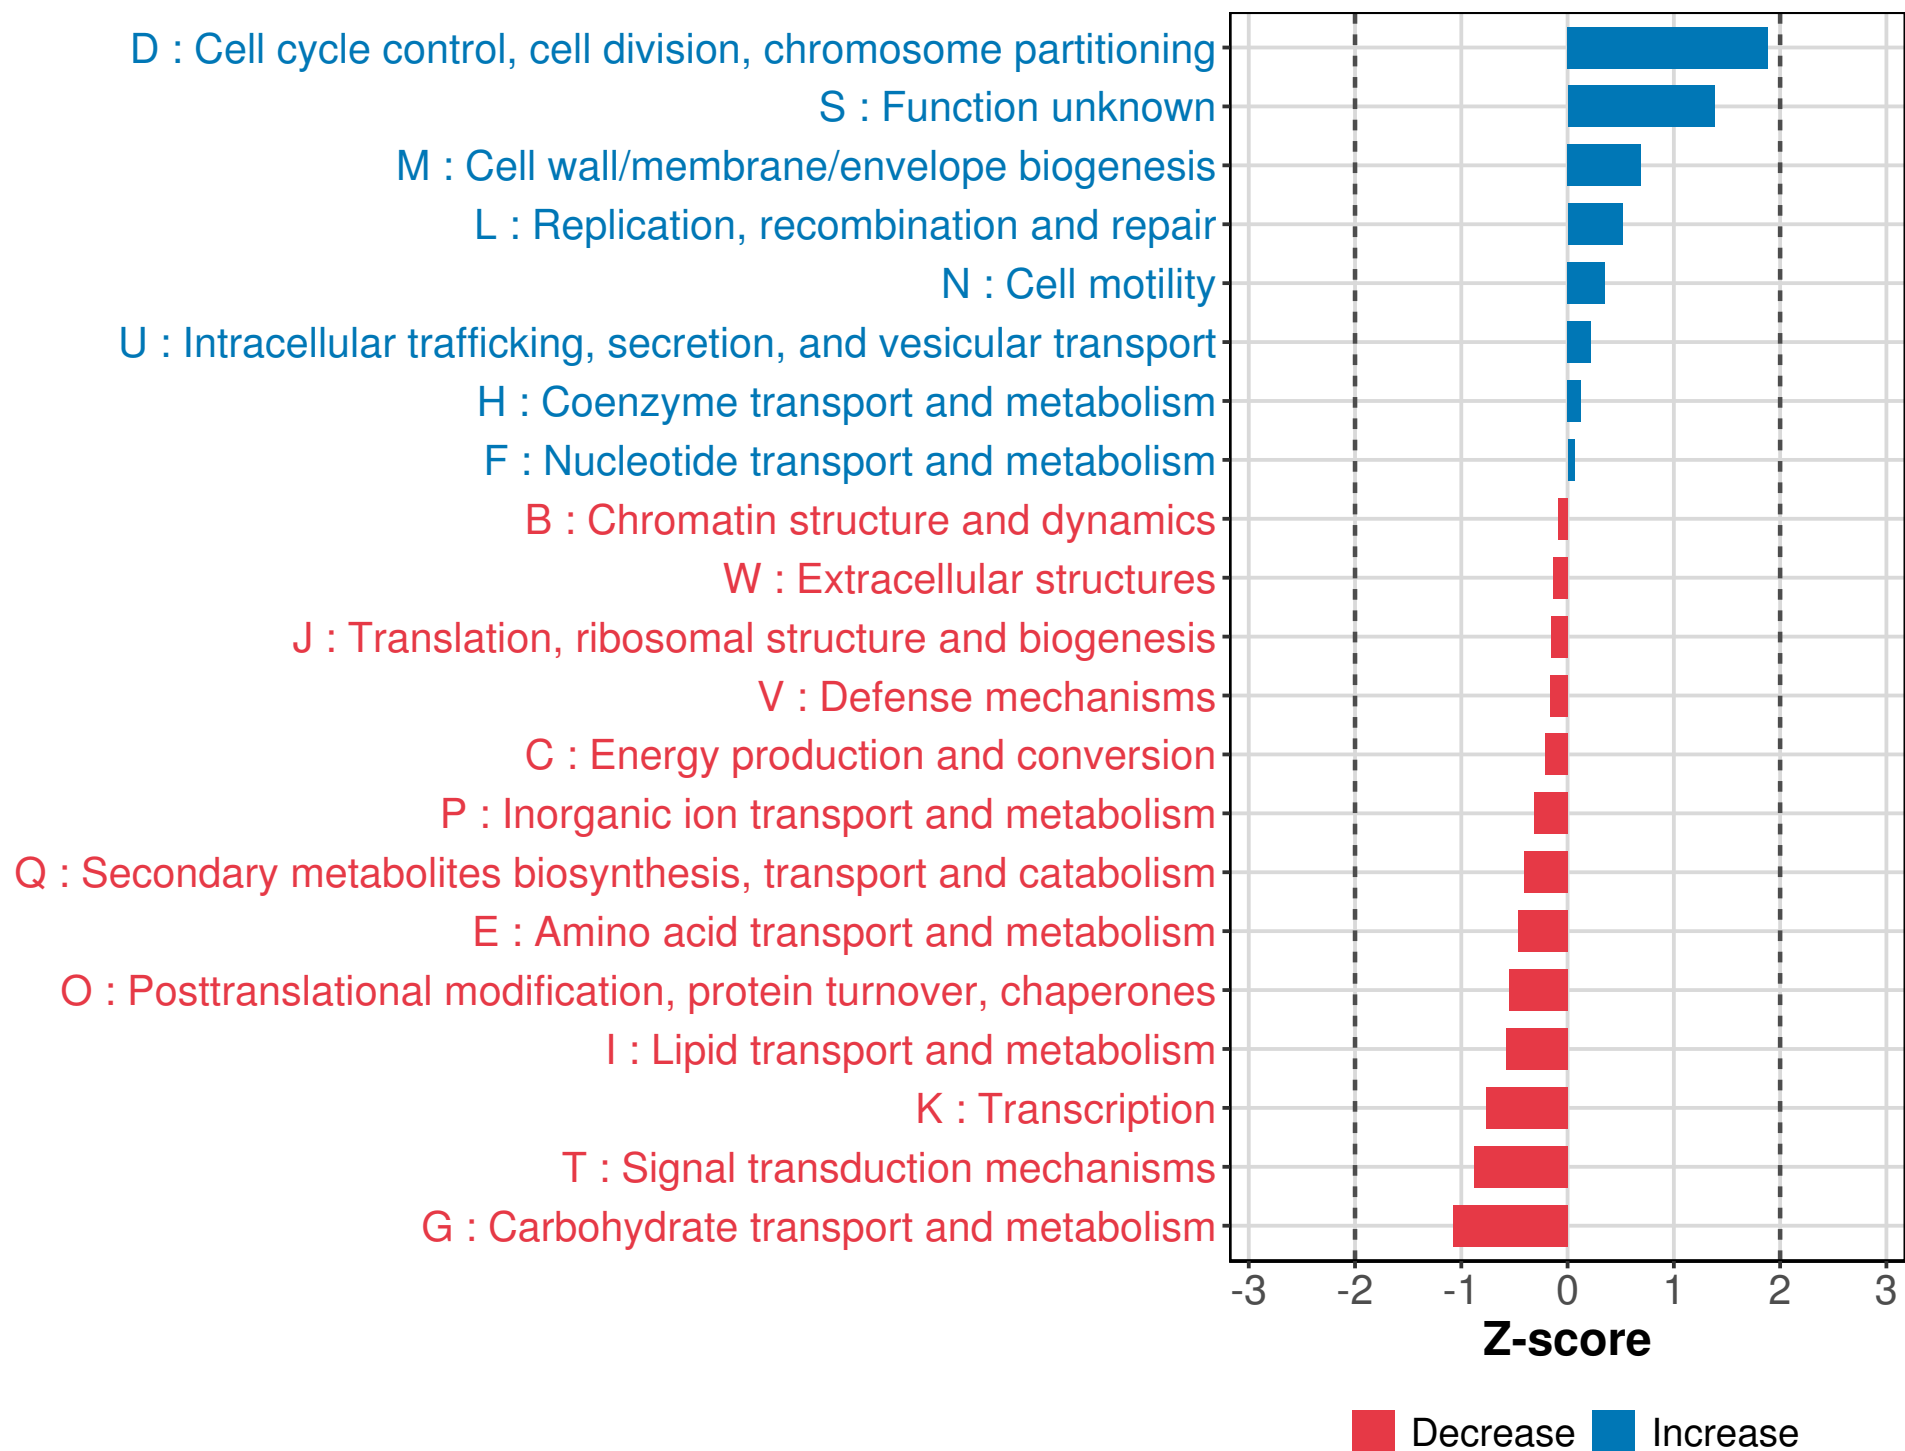 D : Cell cycle control, cell division, chromosome partitioning
S : Function unknown
M : Cell wall/membrane/envelope biogenesis
L : Replication, recombination and repair
N : Cell motility
U : Intracellular trafficking, secretion, and vesicular transport
H : Coenzyme transport and metabolism
F : Nucleotide transport and metabolism
B : Chromatin structure and dynamics
W : Extracellular structures
J : Translation, ribosomal structure and biogenesis
V : Defense mechanisms
C : Energy production and conversion
P : Inorganic ion transport and metabolism
Q : Secondary metabolites biosynthesis, transport and catabolism
E : Amino acid transport and metabolism
O : Posttranslational modification, protein turnover, chaperones
I : Lipid transport and metabolism
K : Transcription
T : Signal transduction mechanisms
G : Carbohydrate transport and metabolism
-3 -2 -1 0 1 2 3
Z-score
Decrease Increase